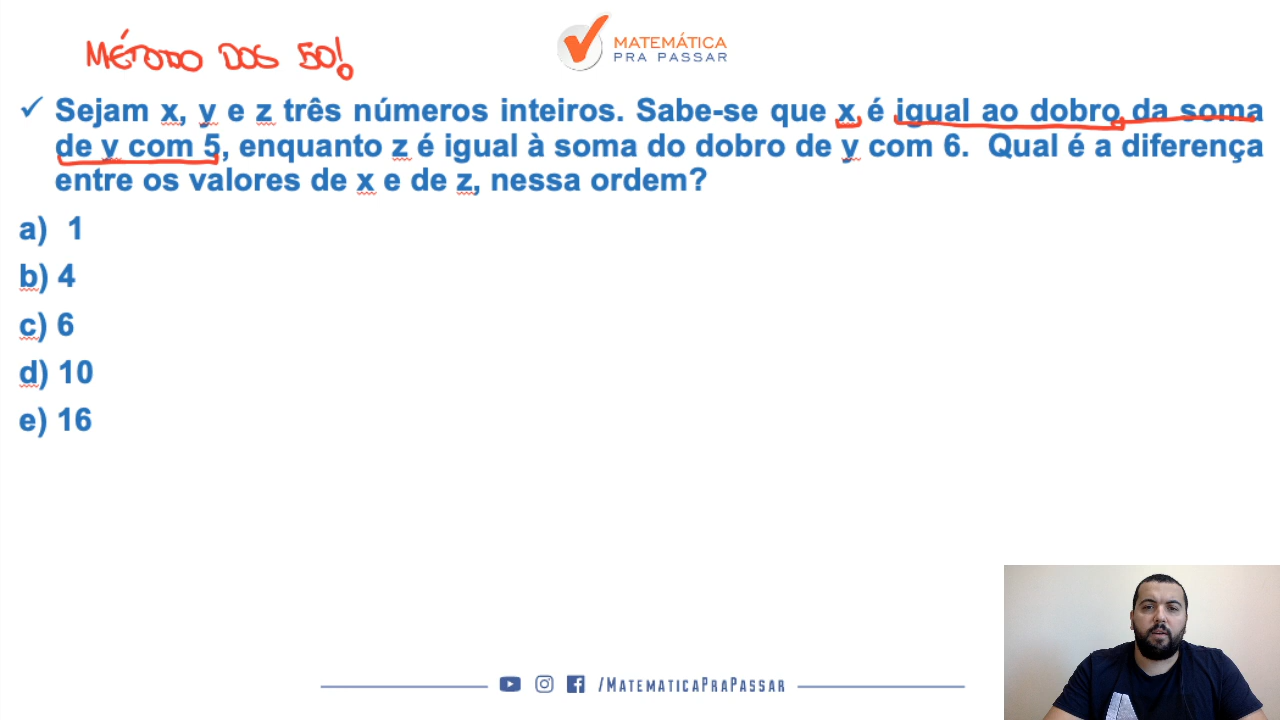 MÉTODO DOS 50!
MATEMÁTICA
PRA PASSAR
✓ Sejam x, y e z três números inteiros. Sabe-se que x é igual ao dobro da soma
de y com 5, enquanto z é igual à soma do dobro de y com 6. Qual é a diferença
entre os valores de x e de z, nessa ordem?
a) 1
b) 4
c) 6
d) 10
e) 16
/MATEMATICAPRAPASSAR